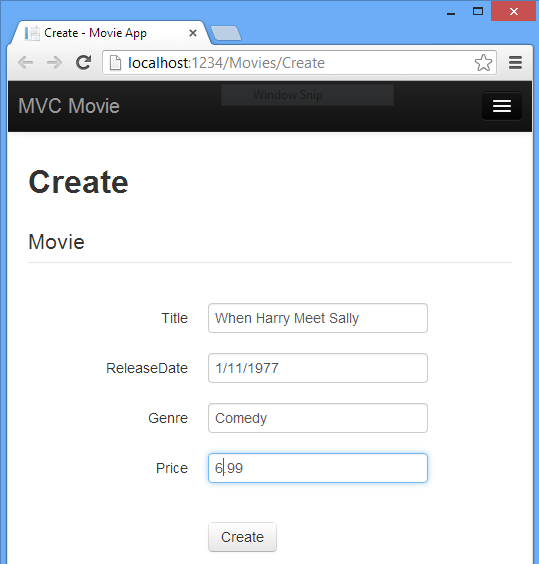 Create - Movie App
localhost:1234/Movies/Create
MVC Movie
Window Snip
Create
Movie
Title When Harry Meet Sally
ReleaseDate 1/11/1977
Genre Comedy
Price 6.99
Create